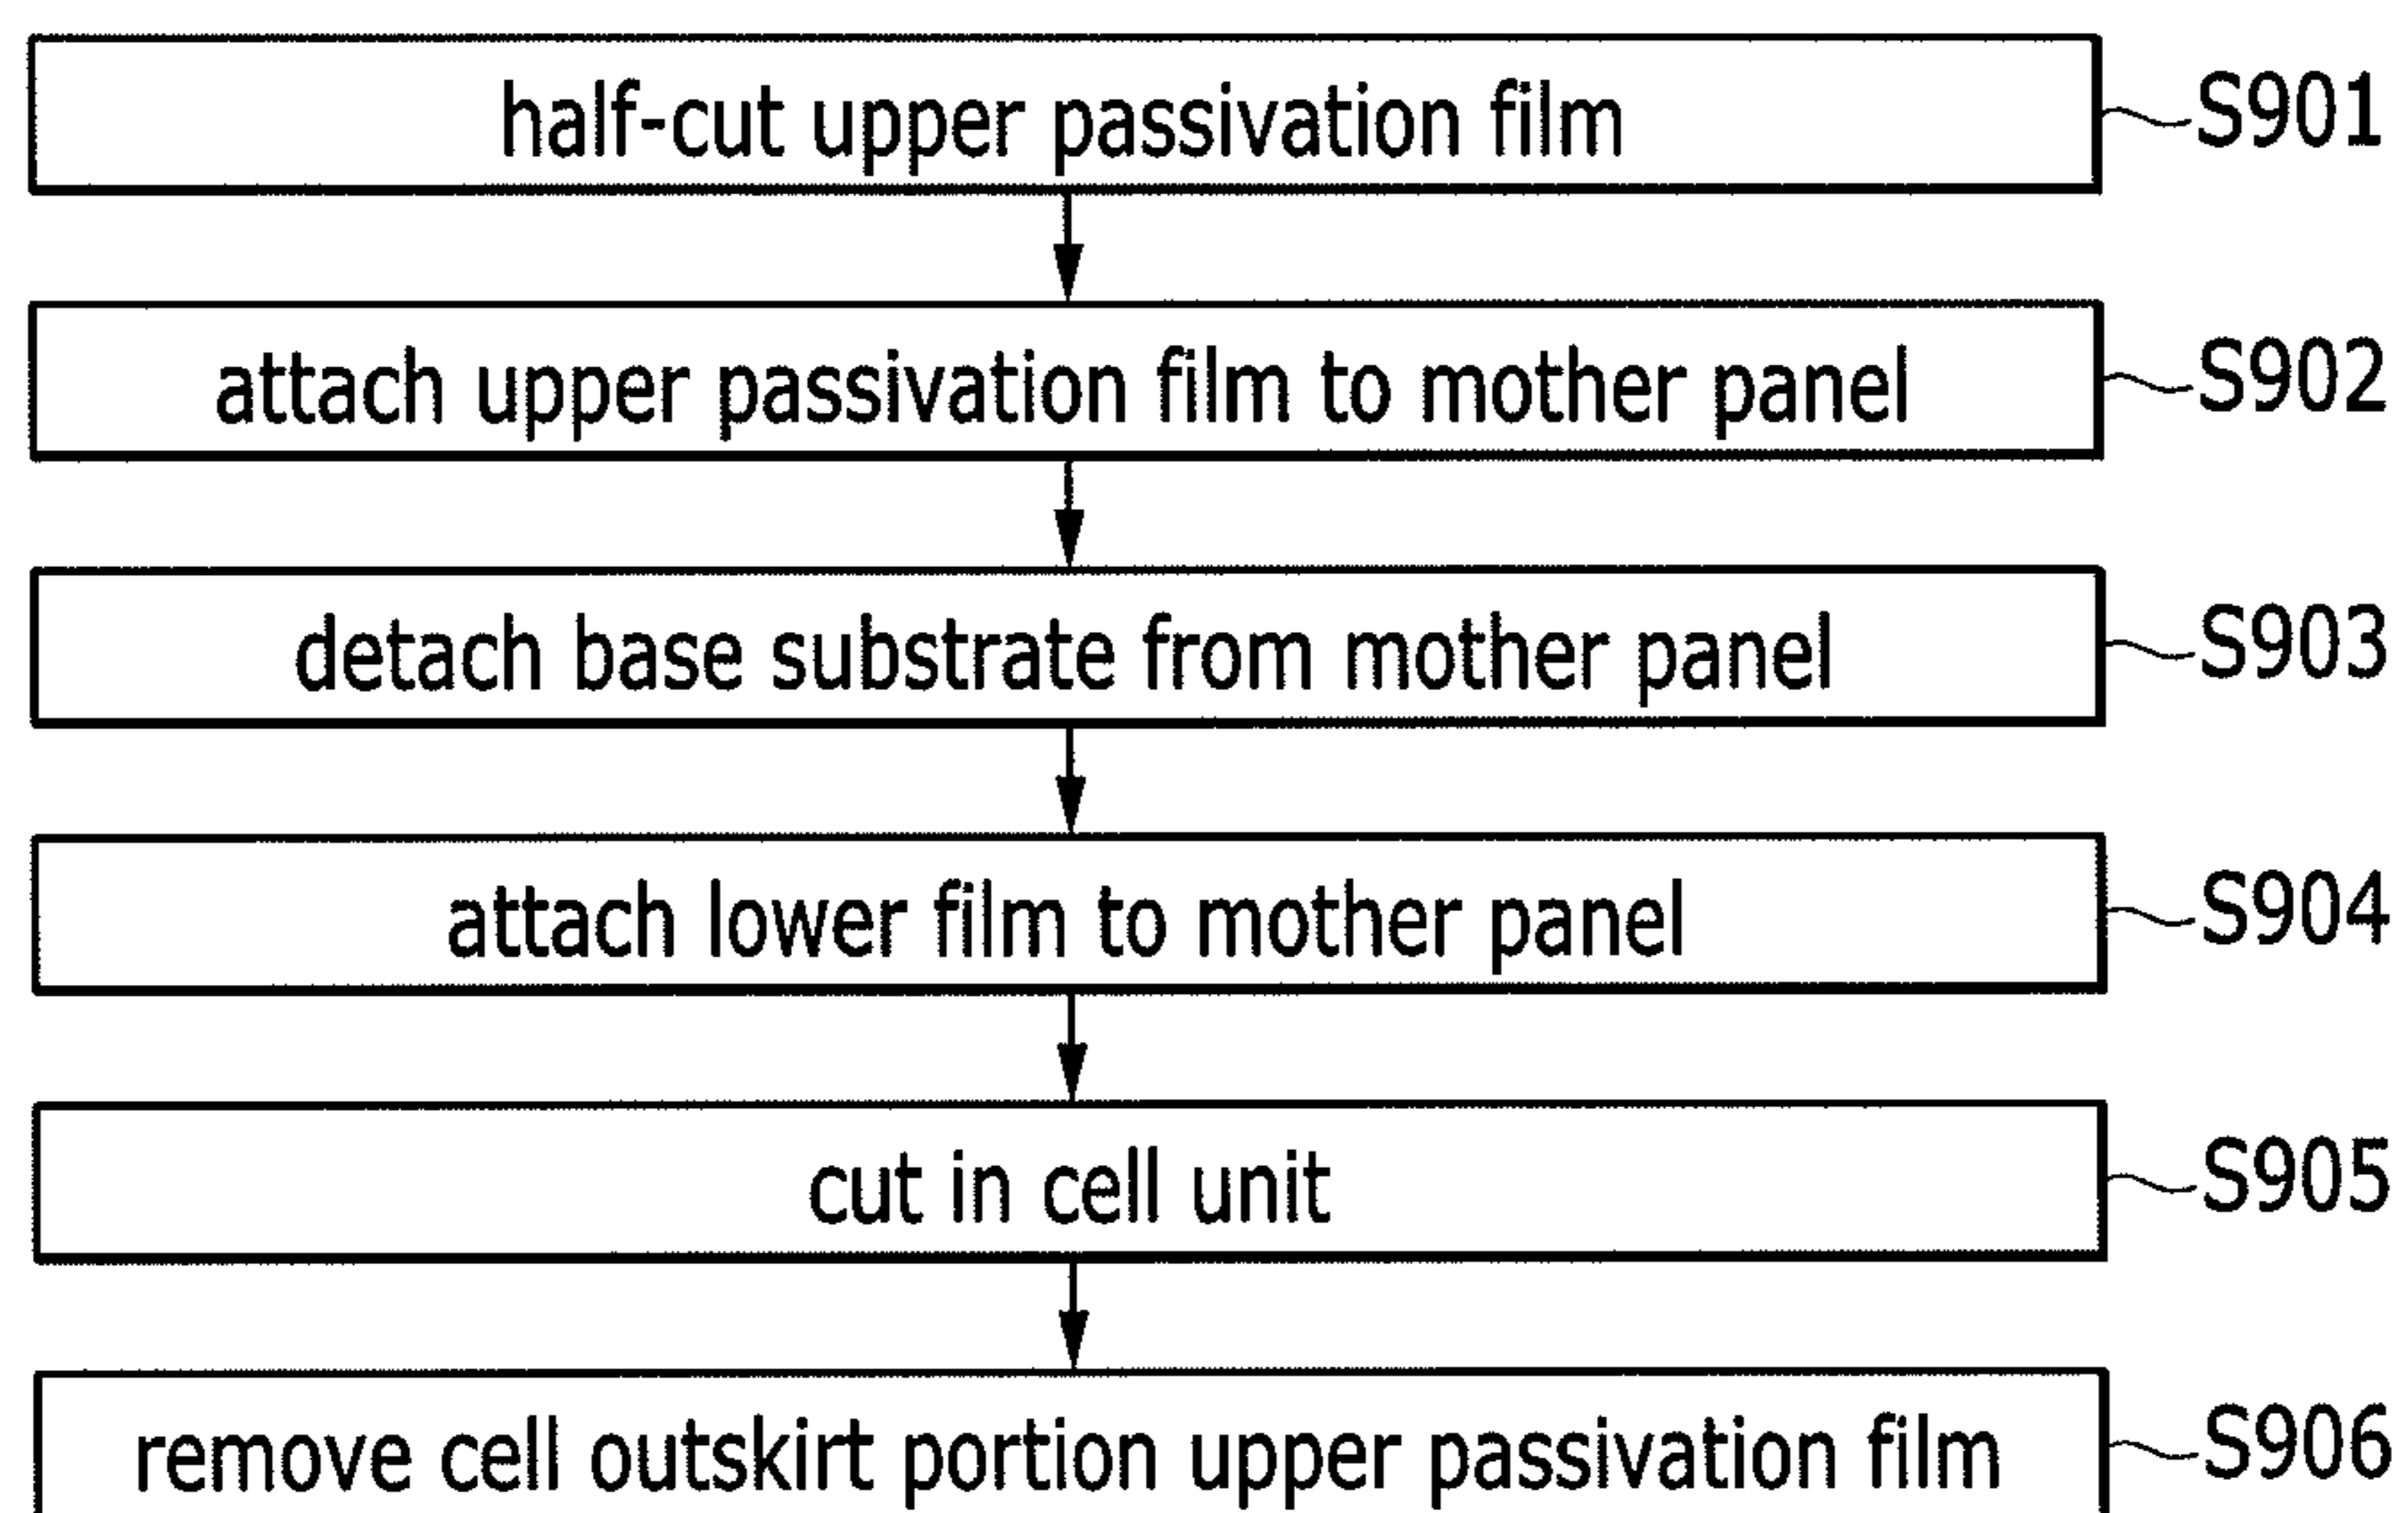 half-cut upper passivation film S901
attach upper passivation film to mother panel S902
detach base substrate from mother panel S903
attach lower film to mother panel S904
cut in cell unit S905
remove cell outskirt portion upper passivation film S906